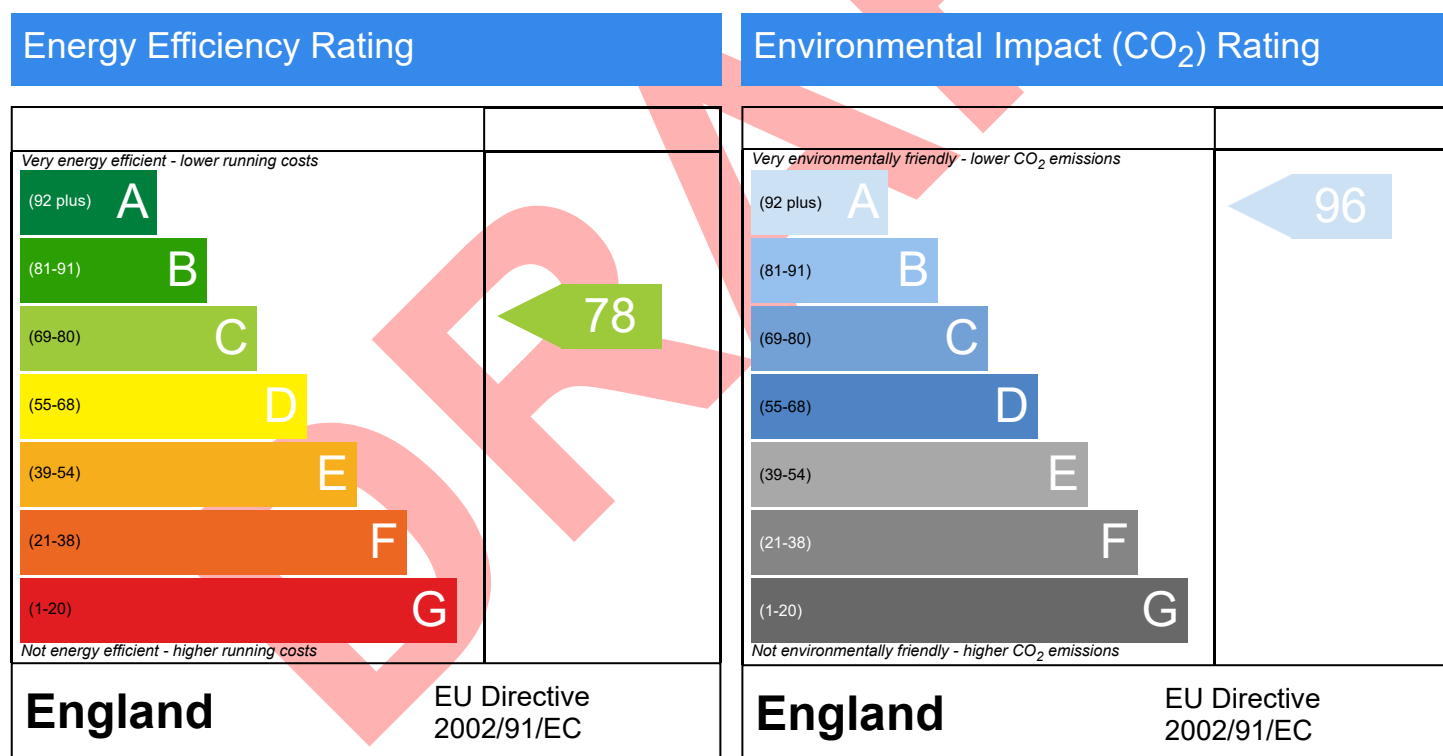 Energy Efficiency Rating
Very energy efficient - lower running costs
(92 plus) A
(81-91) B
(69-80) C
(55-68) D
(39-54) E
(21-38) F
(1-20) G
Not energy efficient - higher running costs
78
England
EU Directive
2002/91/EC
Environmental Impact (CO₂) Rating
Very environmentally friendly - lower CO₂ emissions
(92 plus) A
(81-91) B
(69-80) C
(55-68) D
(39-54) E
(21-38) F
(1-20) G
Not environmentally friendly - higher CO₂ emissions
96
England
EU Directive
2002/91/EC